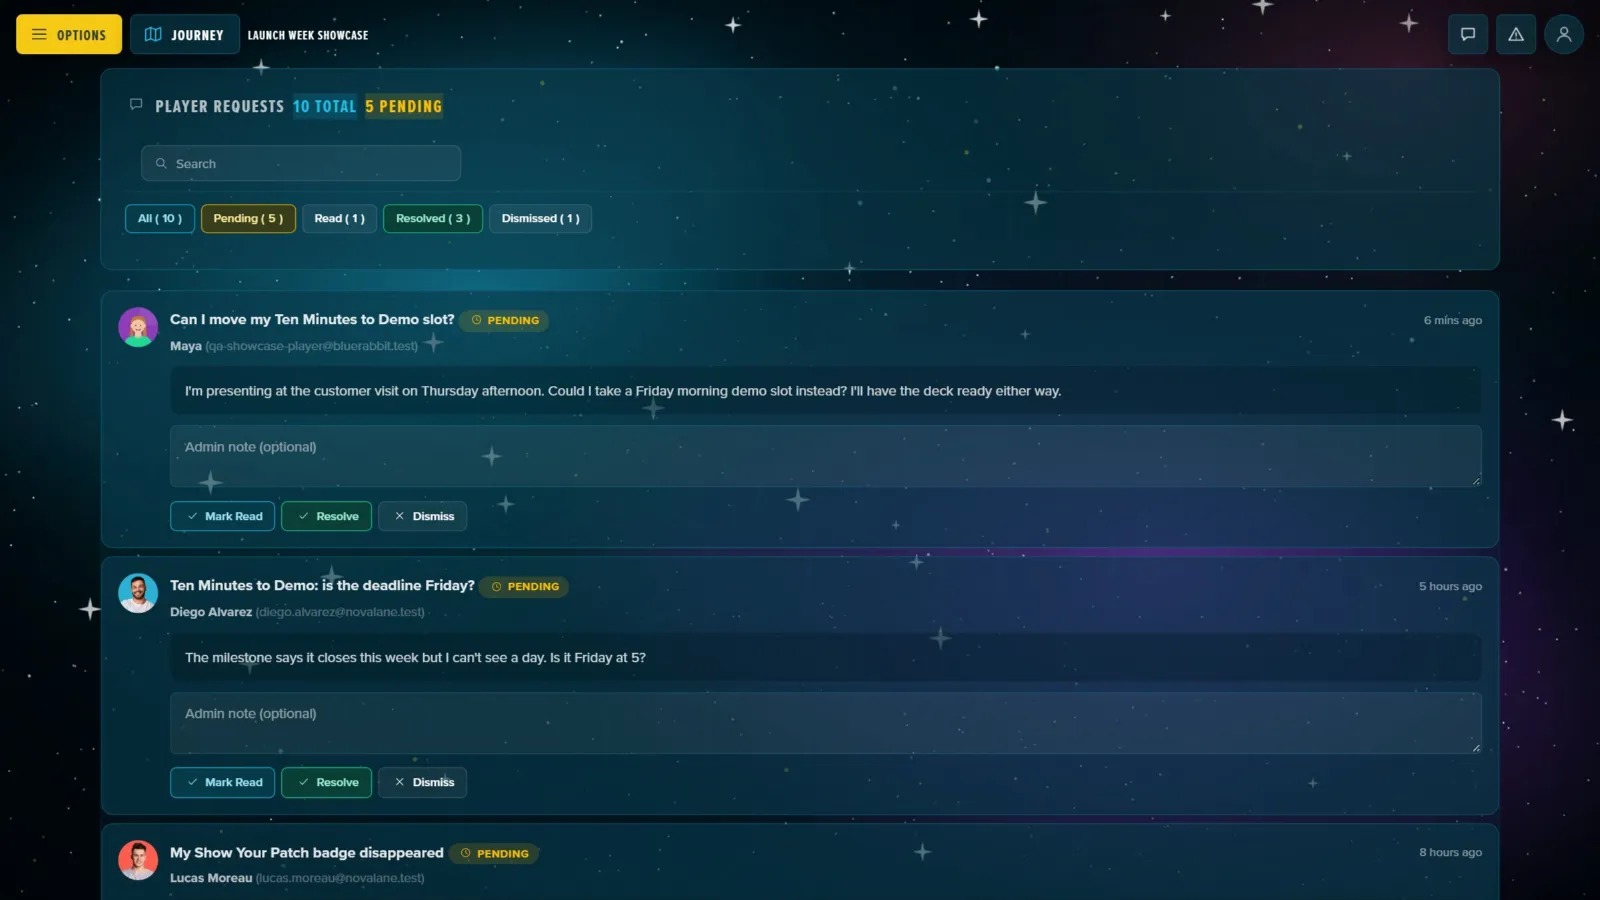 OPTIONS
JOURNEY
LAUNCH WEEK SHOWCASE
PLAYER REQUESTS 10 TOTAL 5 PENDING
Search
All ( 10 )
Pending ( 5 )
Read ( 1 )
Resolved ( 3 )
Dismissed ( 1 )
Can I move my Ten Minutes to Demo slot? PENDING
6 mins ago
Maya (qa-showcase-player@bluerabbit.test)
I'm presenting at the customer visit on Thursday afternoon. Could I take a Friday morning demo slot instead? I'll have the deck ready either way.
Admin note (optional)
Mark Read
Resolve
Dismiss
Ten Minutes to Demo: is the deadline Friday? PENDING
5 hours ago
Diego Alvarez (diego.alvarez@novalane.test)
The milestone says it closes this week but I can't see a day. Is it Friday at 5?
Admin note (optional)
Mark Read
Resolve
Dismiss
My Show Your Patch badge disappeared PENDING
8 hours ago
Lucas Moreau (lucas.moreau@novalane.test)